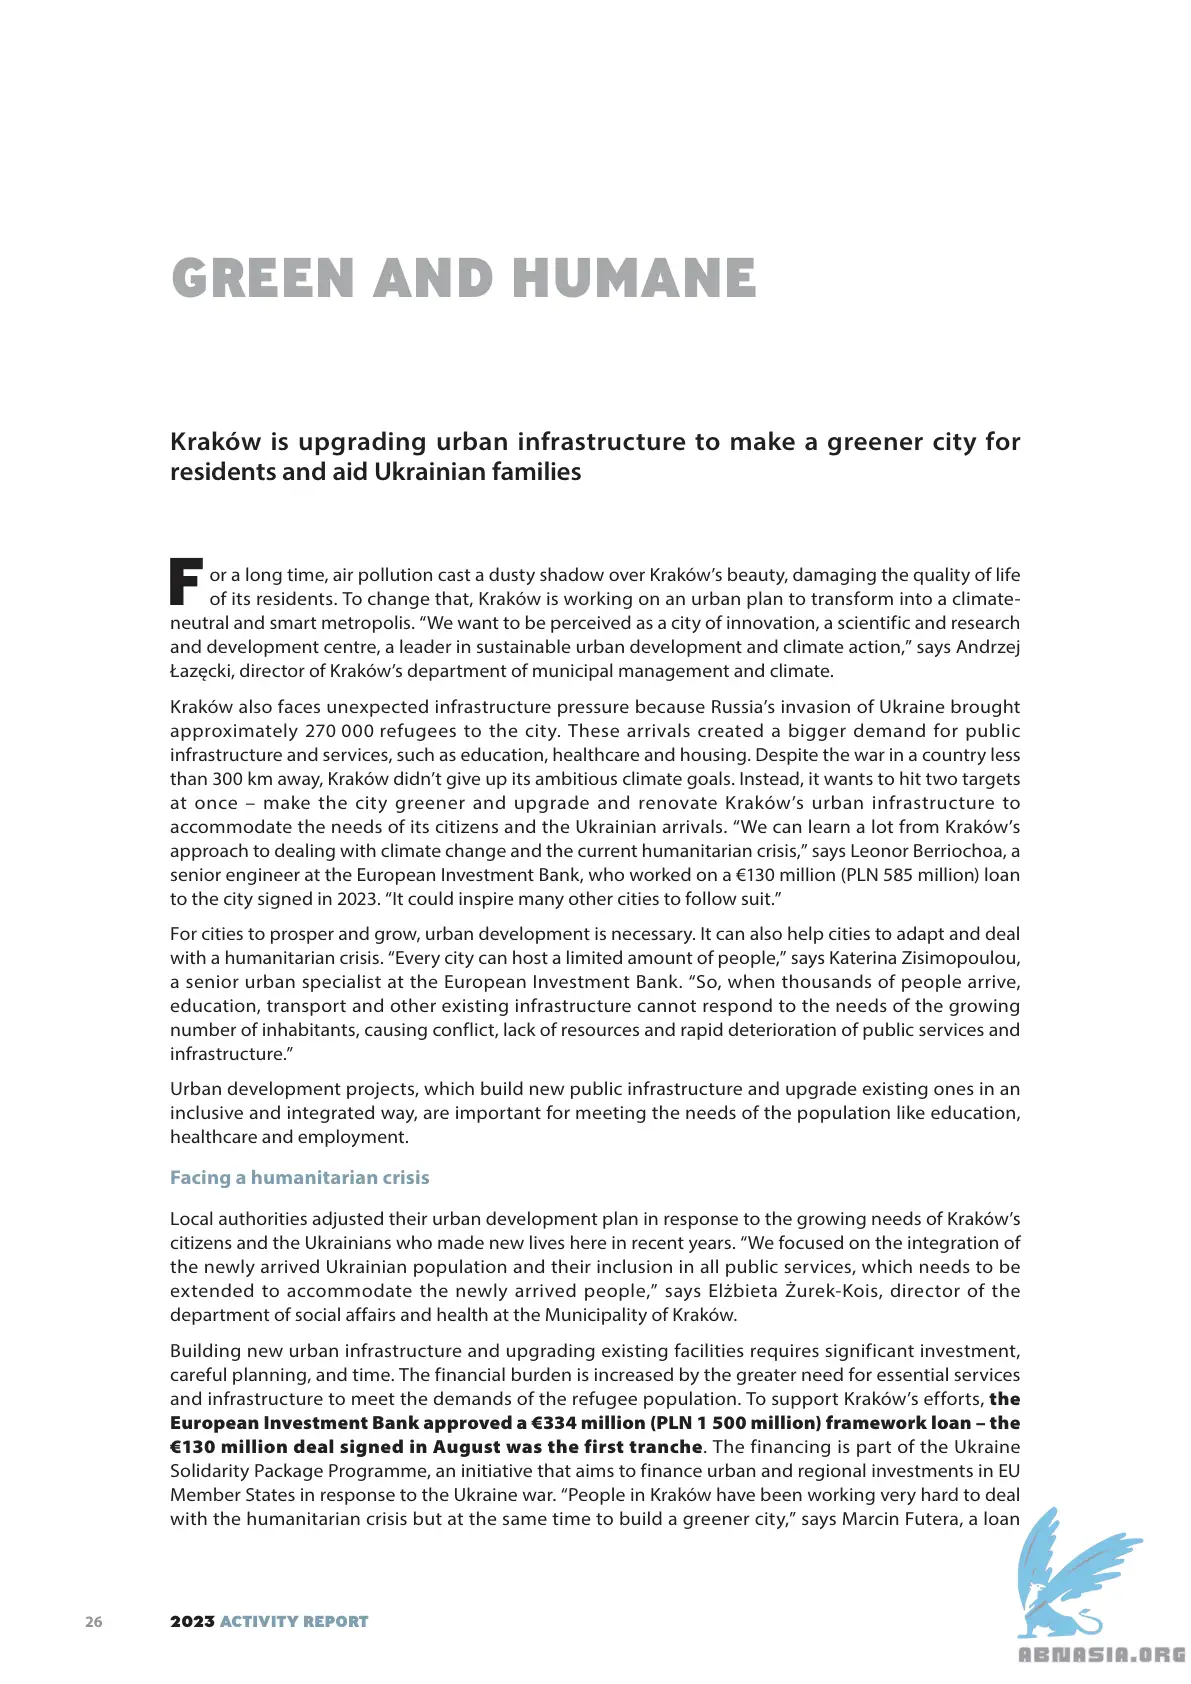 GREEN AND HUMANE
Kraków is upgrading urban infrastructure to make a greener city for
residents and aid Ukrainian families
For a long time, air pollution cast a dusty shadow over Kraków’s beauty, damaging the quality of life
of its residents. To change that, Kraków is working on an urban plan to transform into a climate-
neutral and smart metropolis. “We want to be perceived as a city of innovation, a scientific and research
and development centre, a leader in sustainable urban development and climate action,” says Andrzej
Łazęcki, director of Kraków’s department of municipal management and climate.
Kraków also faces unexpected infrastructure pressure because Russia’s invasion of Ukraine brought
approximately 270 000 refugees to the city. These arrivals created a bigger demand for public
infrastructure and services, such as education, healthcare and housing. Despite the war in a country less
than 300 km away, Kraków didn’t give up its ambitious climate goals. Instead, it wants to hit two targets
at once – make the city greener and upgrade and renovate Kraków’s urban infrastructure to
accommodate the needs of its citizens and the Ukrainian arrivals. “We can learn a lot from Kraków’s
approach to dealing with climate change and the current humanitarian crisis,” says Leonor Berriochoa, a
senior engineer at the European Investment Bank, who worked on a €130 million (PLN 585 million) loan
to the city signed in 2023. “It could inspire many other cities to follow suit.”
For cities to prosper and grow, urban development is necessary. It can also help cities to adapt and deal
with a humanitarian crisis. “Every city can host a limited amount of people,” says Katerina Zisimopoulou,
a senior urban specialist at the European Investment Bank. “So, when thousands of people arrive,
education, transport and other existing infrastructure cannot respond to the needs of the growing
number of inhabitants, causing conflict, lack of resources and rapid deterioration of public services and
infrastructure.”
Urban development projects, which build new public infrastructure and upgrade existing ones in an
inclusive and integrated way, are important for meeting the needs of the population like education,
healthcare and employment.
Facing a humanitarian crisis
Local authorities adjusted their urban development plan in response to the growing needs of Kraków’s
citizens and the Ukrainians who made new lives here in recent years. “We focused on the integration of
the newly arrived Ukrainian population and their inclusion in all public services, which needs to be
extended to accommodate the newly arrived people,” says Elżbieta Żurek-Kois, director of the
department of social affairs and health at the Municipality of Kraków.
Building new urban infrastructure and upgrading existing facilities requires significant investment,
careful planning, and time. The financial burden is increased by the greater need for essential services
and infrastructure to meet the demands of the refugee population. To support Kraków’s efforts, the
European Investment Bank approved a €334 million (PLN 1 500 million) framework loan – the
€130 million deal signed in August was the first tranche. The financing is part of the Ukraine
Solidarity Package Programme, an initiative that aims to finance urban and regional investments in EU
Member States in response to the Ukraine war. “People in Kraków have been working very hard to deal
with the humanitarian crisis but at the same time to build a greener city,” says Marcin Futera, a loan
26 2023 ACTIVITY REPORT
ABNASIA.ORG